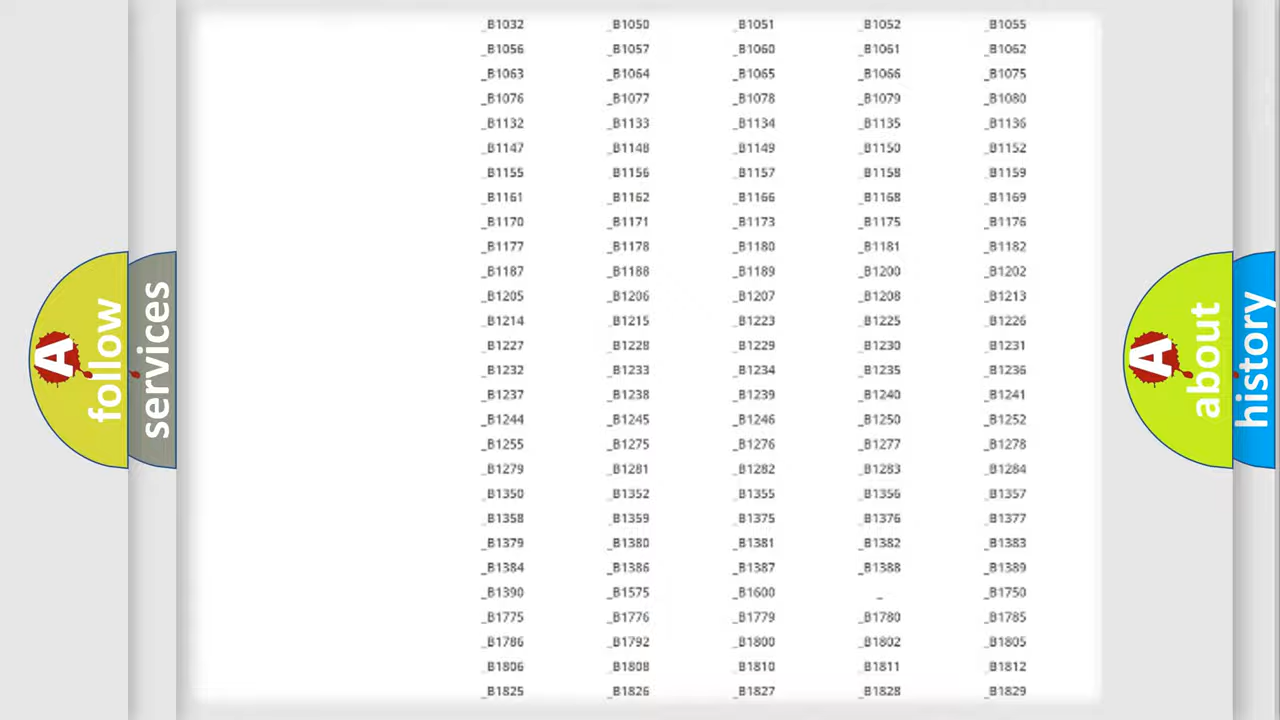 _B1032 _B1050 _B1051 _B1052 _B1055
_B1056 _B1057 _B1060 _B1061 _B1062
_B1063 _B1064 _B1065 _B1066 _B1075
_B1076 _B1077 _B1078 _B1079 _B1080
_B1132 _B1133 _B1134 _B1135 _B1136
_B1147 _B1148 _B1149 _B1150 _B1152
_B1155 _B1156 _B1157 _B1158 _B1159
_B1161 _B1162 _B1166 _B1168 _B1169
_B1170 _B1171 _B1173 _B1175 _B1176
_B1177 _B1178 _B1180 _B1181 _B1182
_B1187 _B1188 _B1189 _B1200 _B1202
_B1205 _B1206 _B1207 _B1208 _B1213
_B1214 _B1215 _B1223 _B1225 _B1226
_B1227 _B1228 _B1229 _B1230 _B1231
_B1232 _B1233 _B1234 _B1235 _B1236
_B1237 _B1238 _B1239 _B1240 _B1241
_B1244 _B1245 _B1246 _B1250 _B1252
_B1255 _B1275 _B1276 _B1277 _B1278
_B1279 _B1281 _B1282 _B1283 _B1284
_B1350 _B1352 _B1355 _B1356 _B1357
_B1358 _B1359 _B1375 _B1376 _B1377
_B1379 _B1380 _B1381 _B1382 _B1383
_B1384 _B1386 _B1387 _B1388 _B1389
_B1390 _B1575 _B1600 _ _B1750
_B1775 _B1776 _B1779 _B1780 _B1785
_B1786 _B1792 _B1800 _B1802 _B1805
_B1806 _B1808 _B1810 _B1811 _B1812
_B1825 _B1826 _B1827 _B1828 _B1829
A follow
services
A about
history